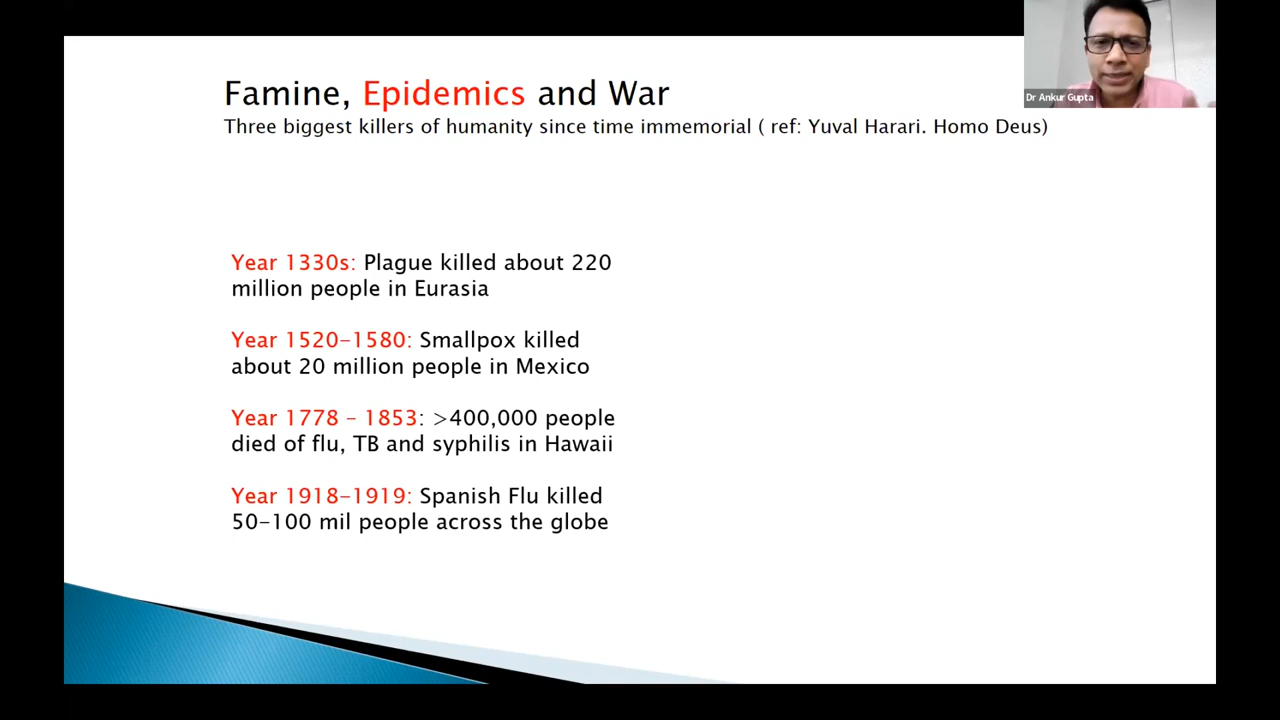 Famine, Epidemics and War
Three biggest killers of humanity since time immemorial ( ref: Yuval Harari. Homo Deus)
Dr Ankur Gupta
Year 1330s: Plague killed about 220
million people in Eurasia
Year 1520-1580: Smallpox killed
about 20 million people in Mexico
Year 1778 - 1853: >400,000 people
died of flu, TB and syphilis in Hawaii
Year 1918-1919: Spanish Flu killed
50-100 mil people across the globe